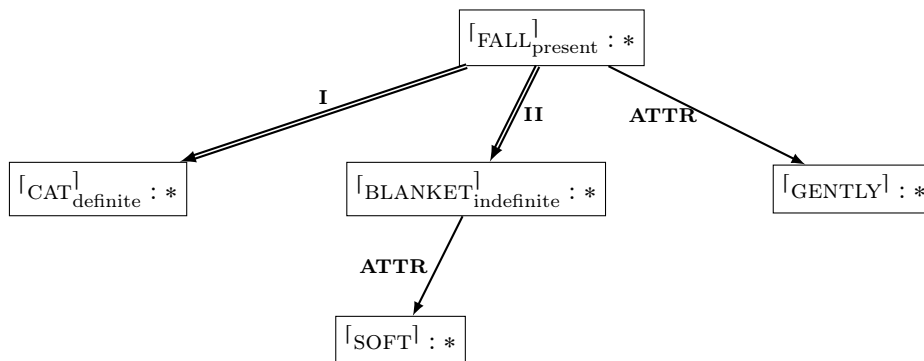 ⌈FALL⌉present : *
I
II
ATTR
⌈CAT⌉definite : *
⌈BLANKET⌉indefinite : *
⌈GENTLY⌉ : *
ATTR
⌈SOFT⌉ : *